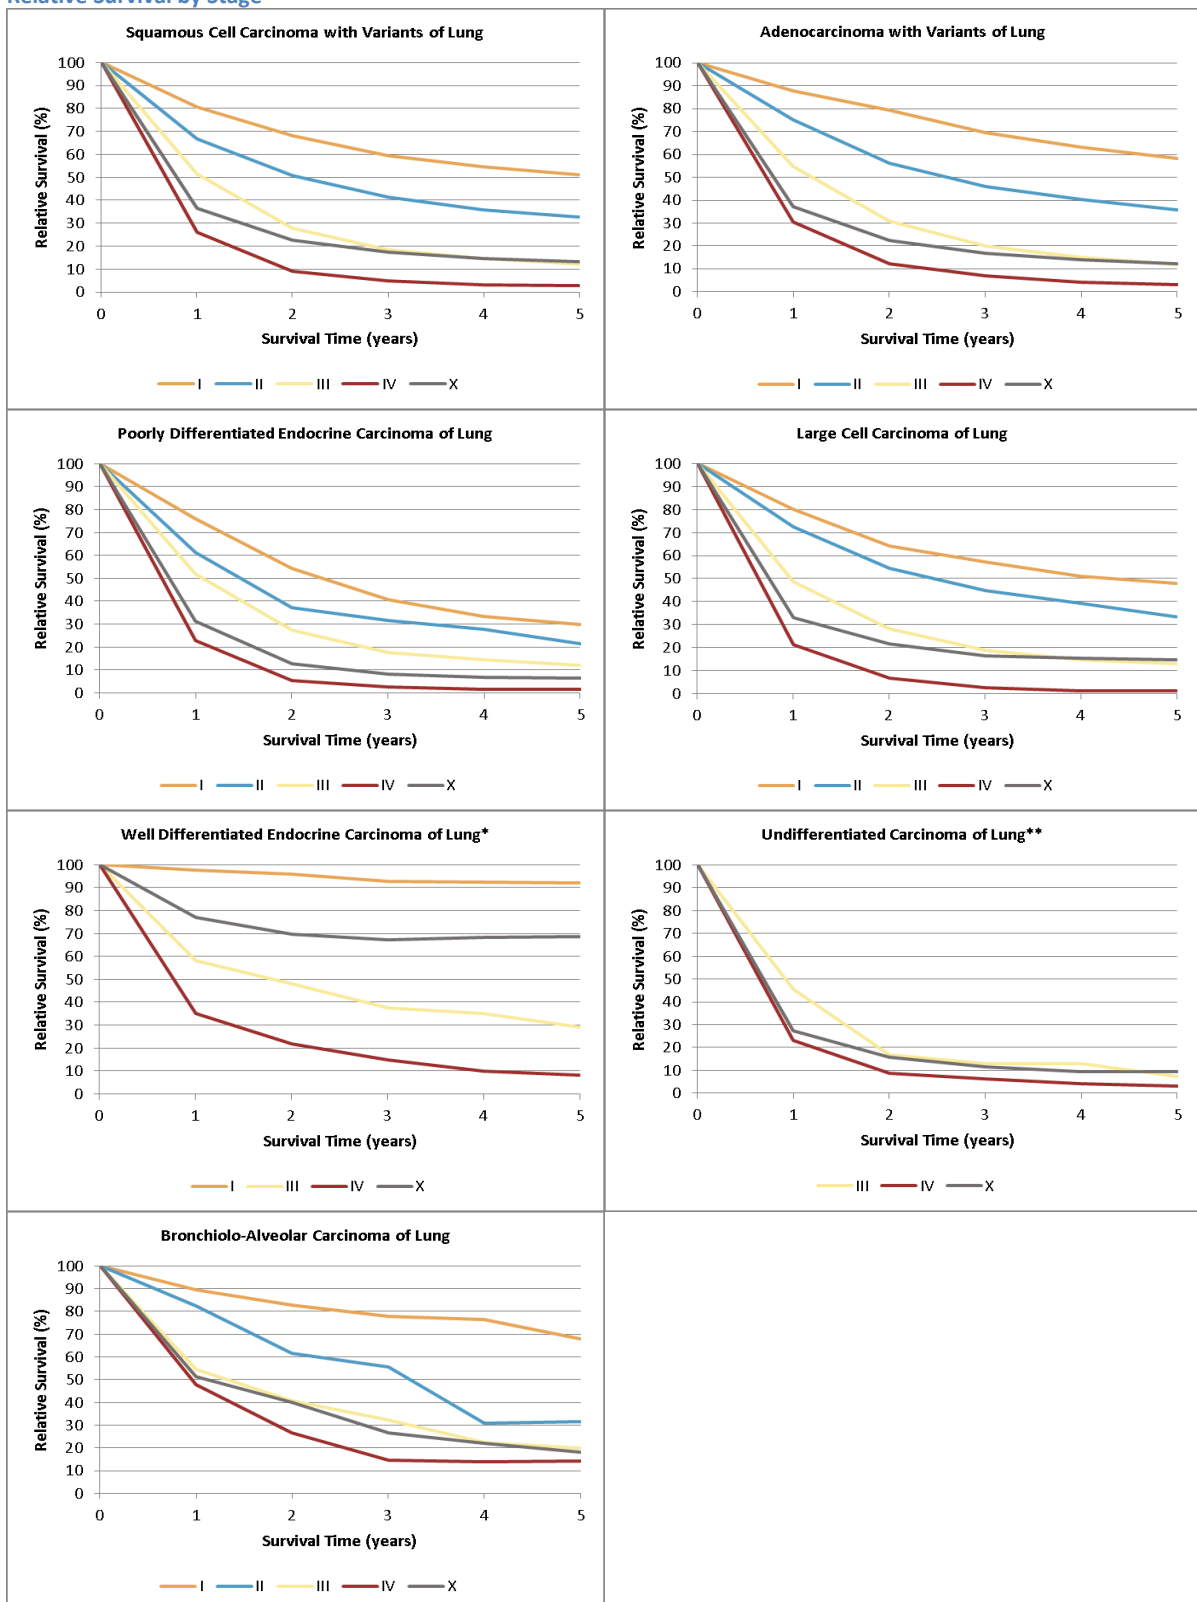 Relative Survival by Stage
Squamous Cell Carcinoma with Variants of Lung
100
90
80
70
60
50
40
30
20
10
0
Relative Survival (%)
0 1 2 3 4 5
Survival Time (years)
I II III IV X
Adenocarcinoma with Variants of Lung
100
90
80
70
60
50
40
30
20
10
0
Relative Survival (%)
0 1 2 3 4 5
Survival Time (years)
I II III IV X
Poorly Differentiated Endocrine Carcinoma of Lung
100
90
80
70
60
50
40
30
20
10
0
Relative Survival (%)
0 1 2 3 4 5
Survival Time (years)
I II III IV X
Large Cell Carcinoma of Lung
100
90
80
70
60
50
40
30
20
10
0
Relative Survival (%)
0 1 2 3 4 5
Survival Time (years)
I II III IV X
Well Differentiated Endocrine Carcinoma of Lung*
100
90
80
70
60
50
40
30
20
10
0
Relative Survival (%)
0 1 2 3 4 5
Survival Time (years)
I III IV X
Undifferentiated Carcinoma of Lung**
100
90
80
70
60
50
40
30
20
10
0
Relative Survival (%)
0 1 2 3 4 5
Survival Time (years)
III IV X
Bronchiolo-Alveolar Carcinoma of Lung
100
90
80
70
60
50
40
30
20
10
0
Relative Survival (%)
0 1 2 3 4 5
Survival Time (years)
I II III IV X